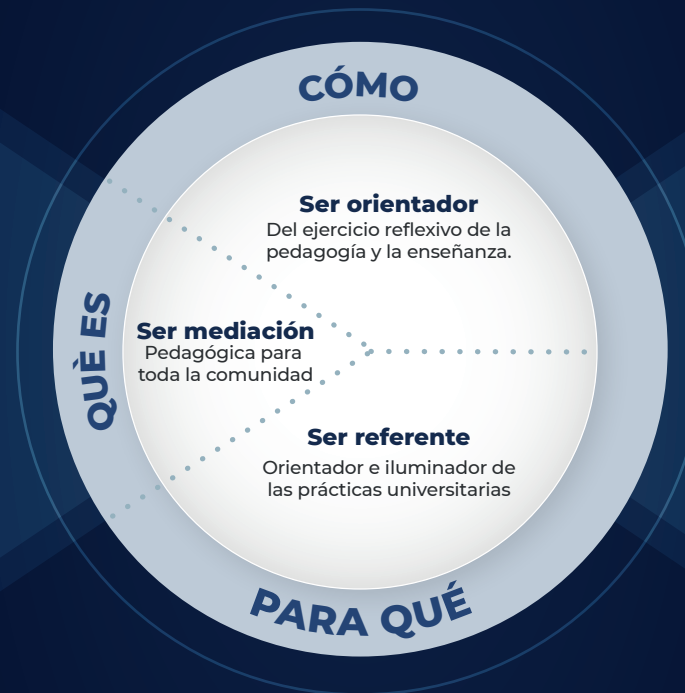 CÓMO
Ser orientador
Del ejercicio reflexivo de la
pedagogía y la enseñanza.
QUÈ ES
Ser mediación
Pedagógica para
toda la comunidad
Ser referente
Orientador e iluminador de
las prácticas universitarias
PARA QUÉ